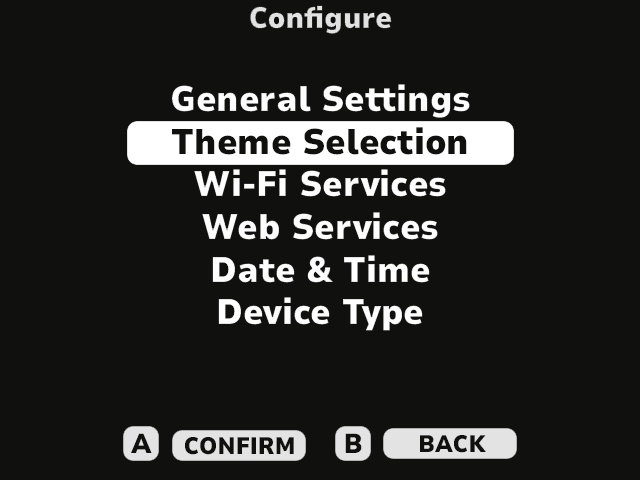 Configure
General Settings
Theme Selection
Wi-Fi Services
Web Services
Date & Time
Device Type
A CONFIRM B BACK